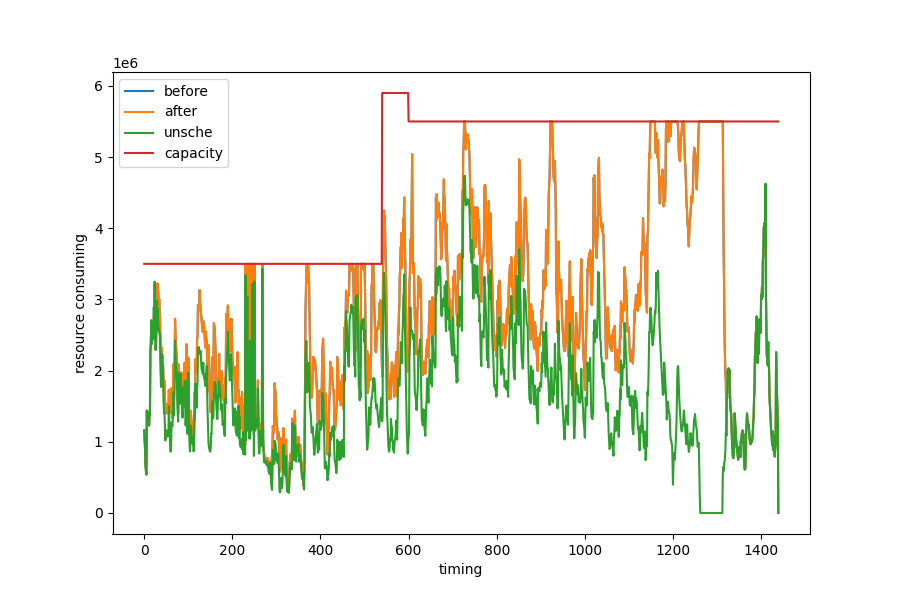 1e6
before
after
unsche
capacity
6
5
4
3
2
1
0
resource consuming
0 200 400 600 800 1000 1200 1400
timing